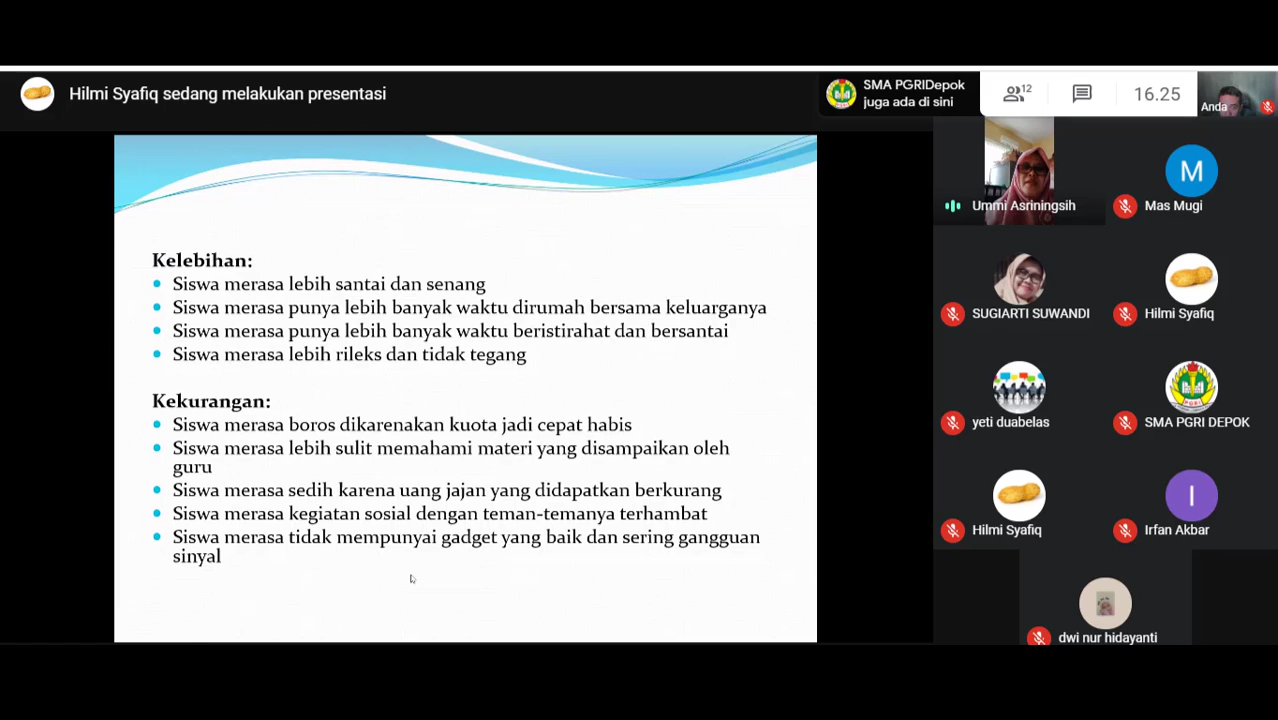 Hilmi Syafiq sedang melakukan presentasi
SMA PGRIDepok
juga ada di sini
12
16.25
Anda
Kelebihan:
Siswa merasa lebih santai dan senang
Siswa merasa punya lebih banyak waktu dirumah bersama keluarganya
Siswa merasa punya lebih banyak waktu beristirahat dan bersantai
Siswa merasa lebih rileks dan tidak tegang
Kekurangan:
Siswa merasa boros dikarenakan kuota jadi cepat habis
Siswa merasa lebih sulit memahami materi yang disampaikan oleh
guru
Siswa merasa sedih karena uang jajan yang didapatkan berkurang
Siswa merasa kegiatan sosial dengan teman-temanya terhambat
Siswa merasa tidak mempunyai gadget yang baik dan sering gangguan
sinyal
Ummi Asriningsih
M
Mas Mugi
SUGIARTI SUWANDI
Hilmi Syafiq
yeti duabelas
PGRI
SMA PGRI DEPOK
Hilmi Syafiq
I
Irfan Akbar
dwi nur hidayanti